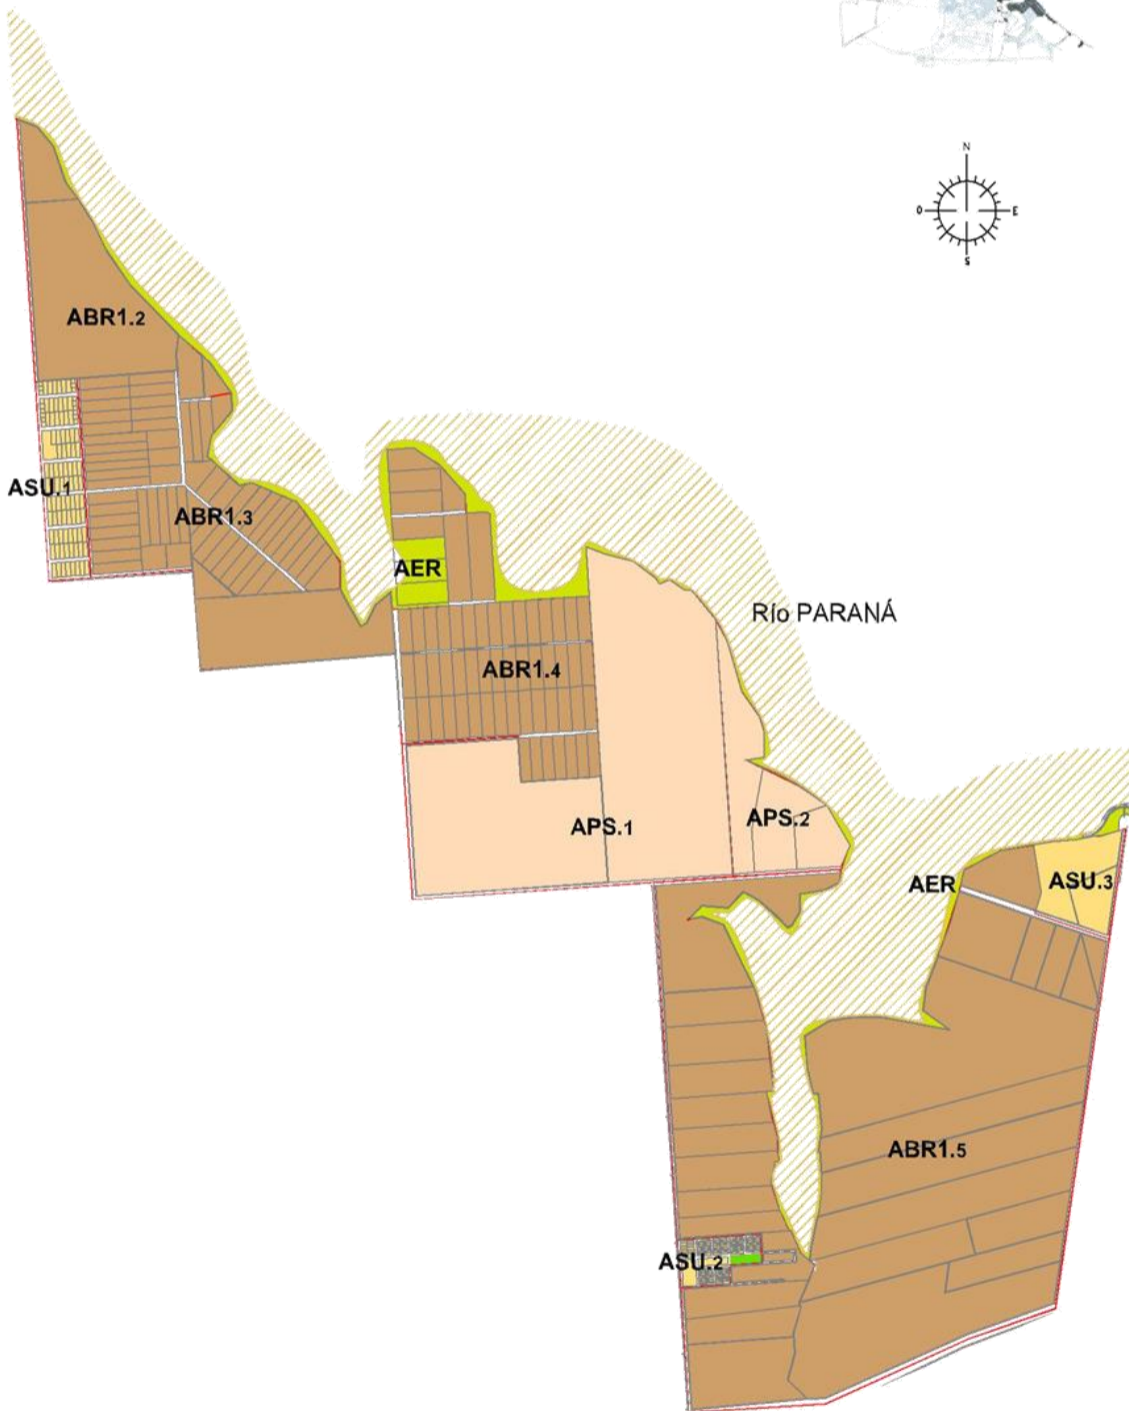 N
O
E
S
ABR1.2
ASU.1
ABR1.3
AER
Río PARANÁ
ABR1.4
APS.2
APS.1
AER
ASU.3
ABR1.5
ASU.2